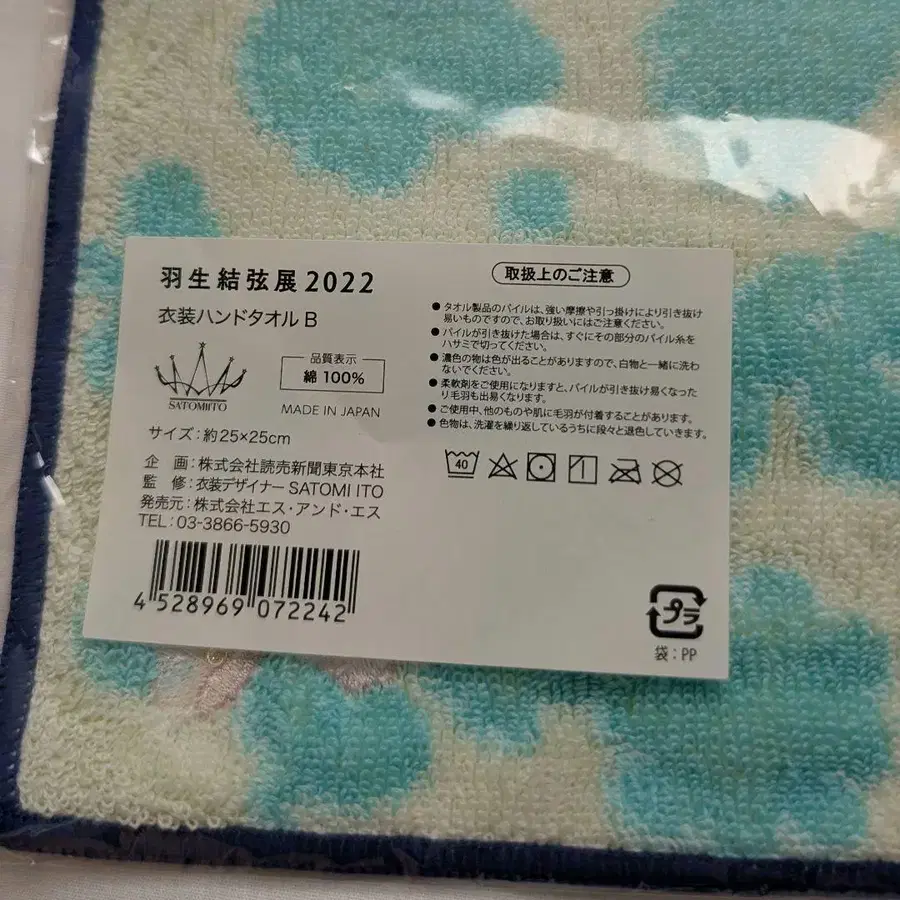 羽生結弦展2022
衣装ハンドタオル B
SATOMIITO
品質表示
綿 100%
MADE IN JAPAN
サイズ:約25×25cm
企　画:株式会社読売新聞東京本社
監　修:衣装デザイナー SATOMI ITO
発売元:株式会社エス・アンド・エス
TEL:03-3866-5930
4 528969 072242
取扱上のご注意
●タオル製品のパイルは、強い摩擦や引っ掛けにより引き抜け
易いものですので、お取り扱いにはご注意ください。
●パイルが引き抜けた場合は、すぐにその部分のパイル糸を
ハサミで切ってください。
●濃色の物は色が出ることがありますので、白物と一緒に洗わ
ないでください。
●柔軟剤をご使用になりますと、パイルが引き抜け易くなった
り毛羽も出易くなります。
●ご使用中、他のものや肌に毛羽が付着することがあります。
●色物は、洗濯を繰り返しているうちに段々と退色していきます。
40
プラ
袋:PP